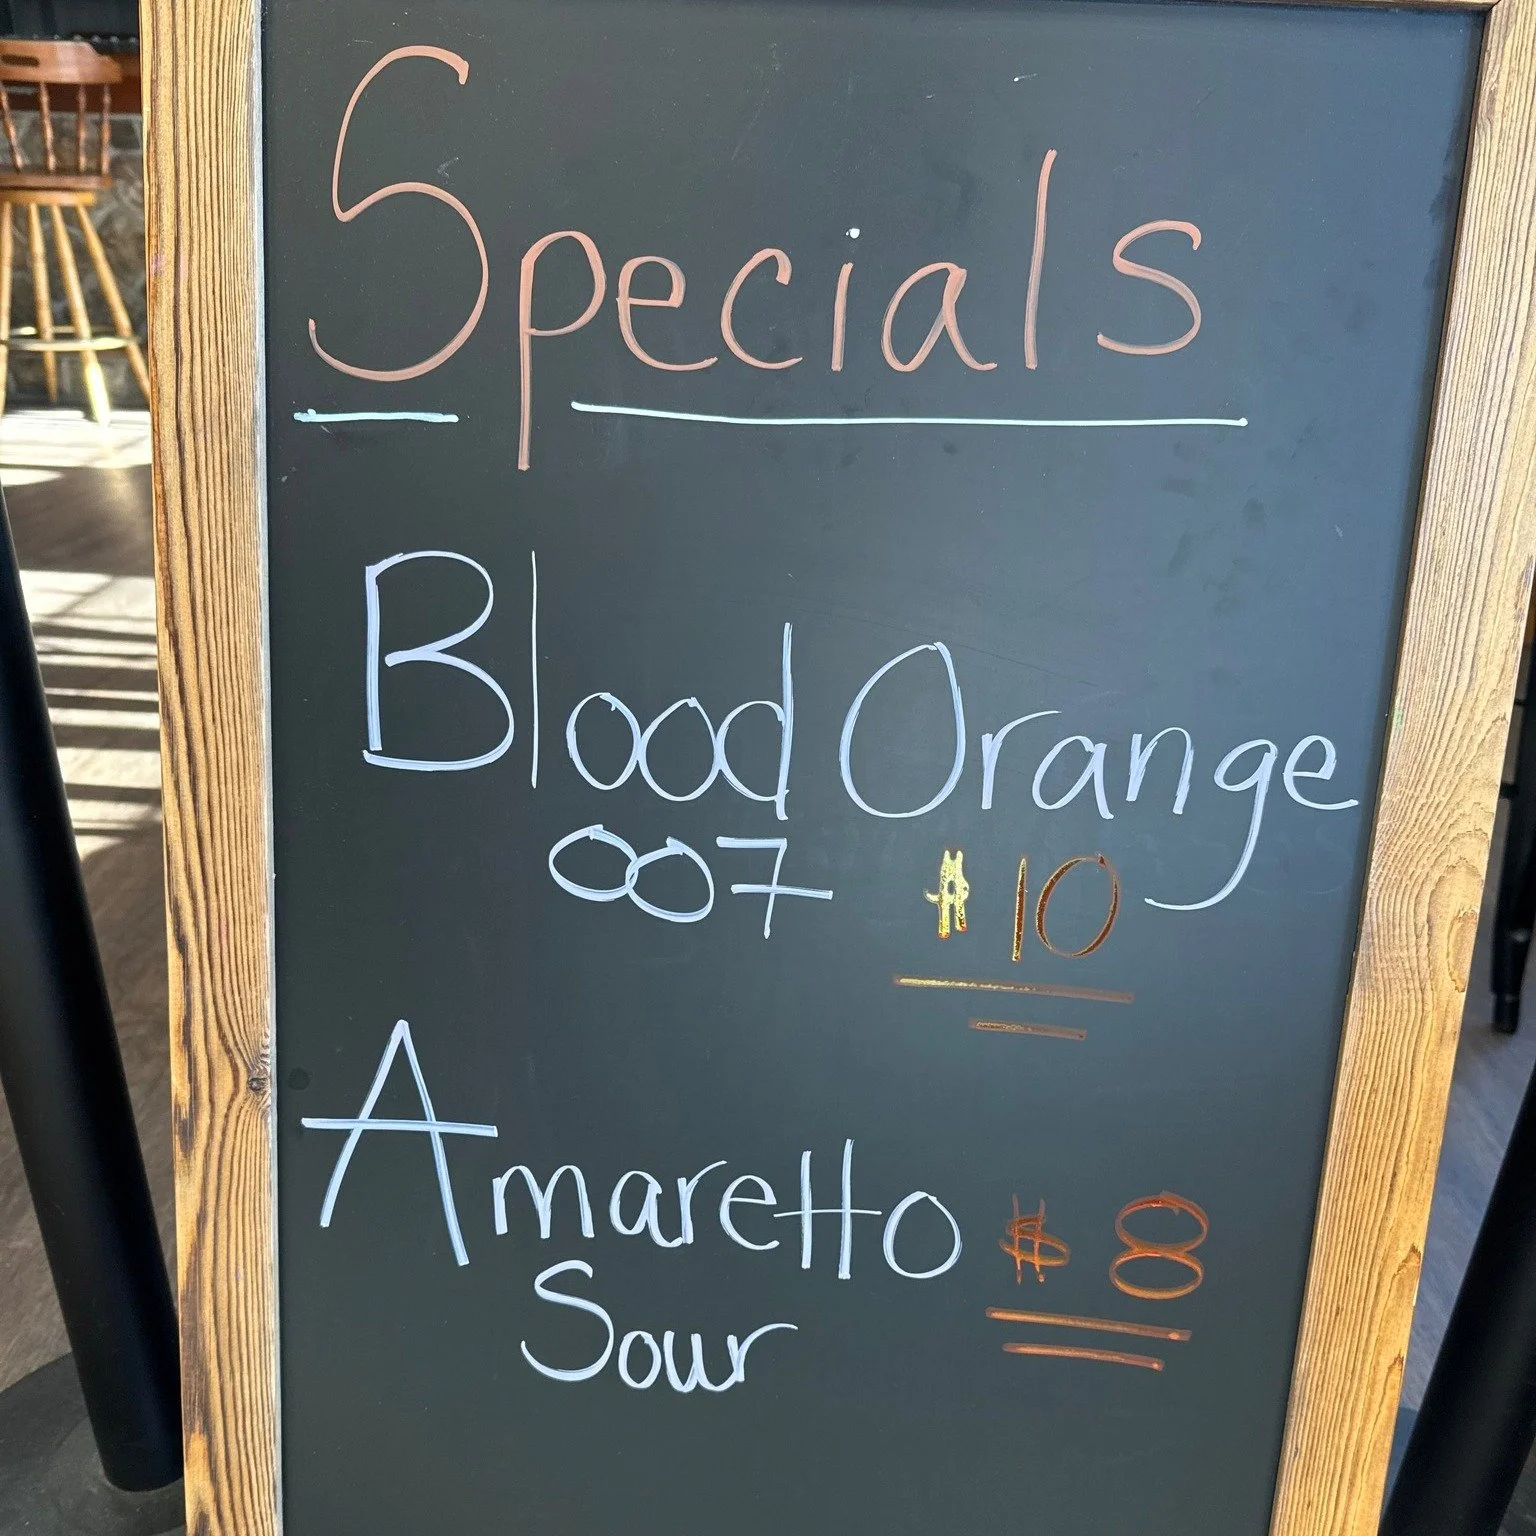 Specials
Blood Orange
007 $10
Amaretto $8
Sour